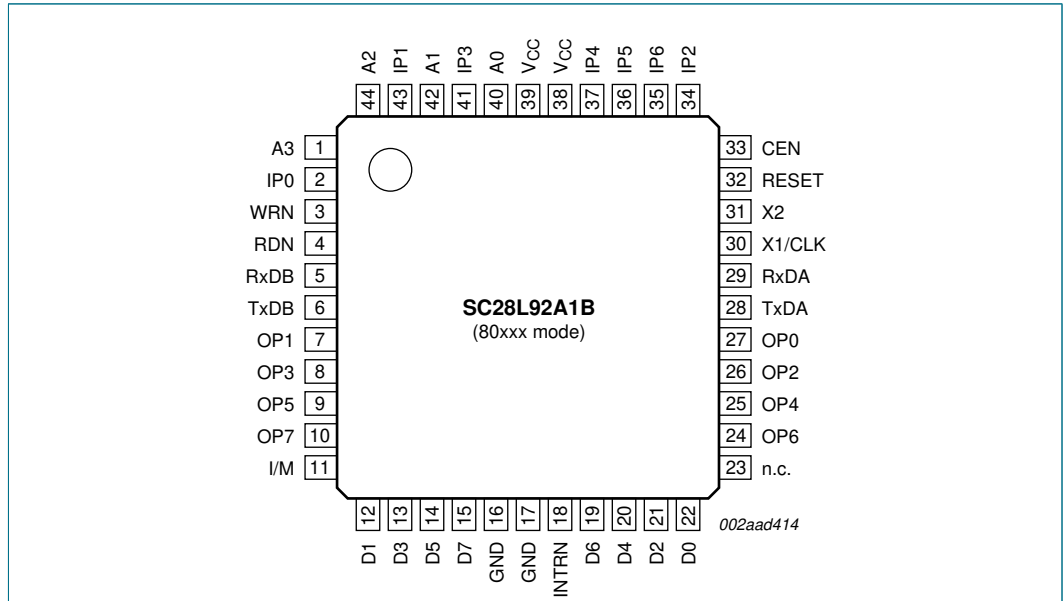 A2 IP1 A1 IP3 A0 VCC VCC IP4 IP5 IP6 IP2
44 43 42 41 40 39 38 37 36 35 34
A3 1 33 CEN
IP0 2 32 RESET
WRN 3 31 X2
RDN 4 30 X1/CLK
RxDB 5 29 RxDA
TxDB 6 SC28L92A1B 28 TxDA
(80xxx mode)
OP1 7 27 OP0
OP3 8 26 OP2
OP5 9 25 OP4
OP7 10 24 OP6
I/M 11 23 n.c.
12 13 14 15 16 17 18 19 20 21 22
D1 D3 D5 D7 GND GND INTRN D6 D4 D2 D0
002aad414